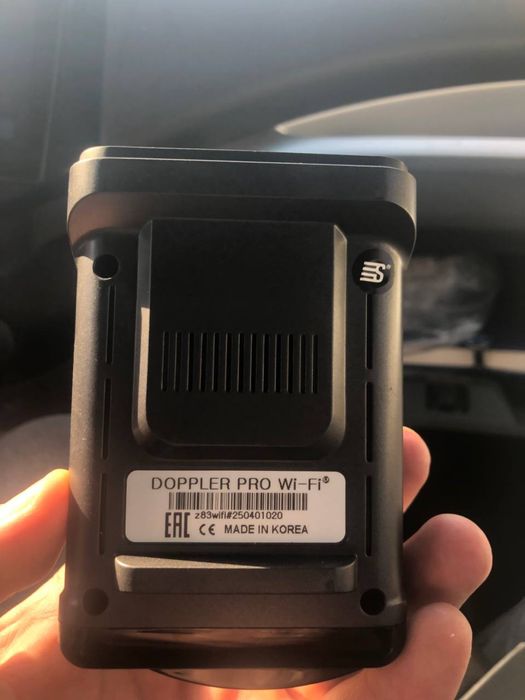 DOPPLER PRO Wi-Fi®
z83wifi#250401020
EAC CE MADE IN KOREA